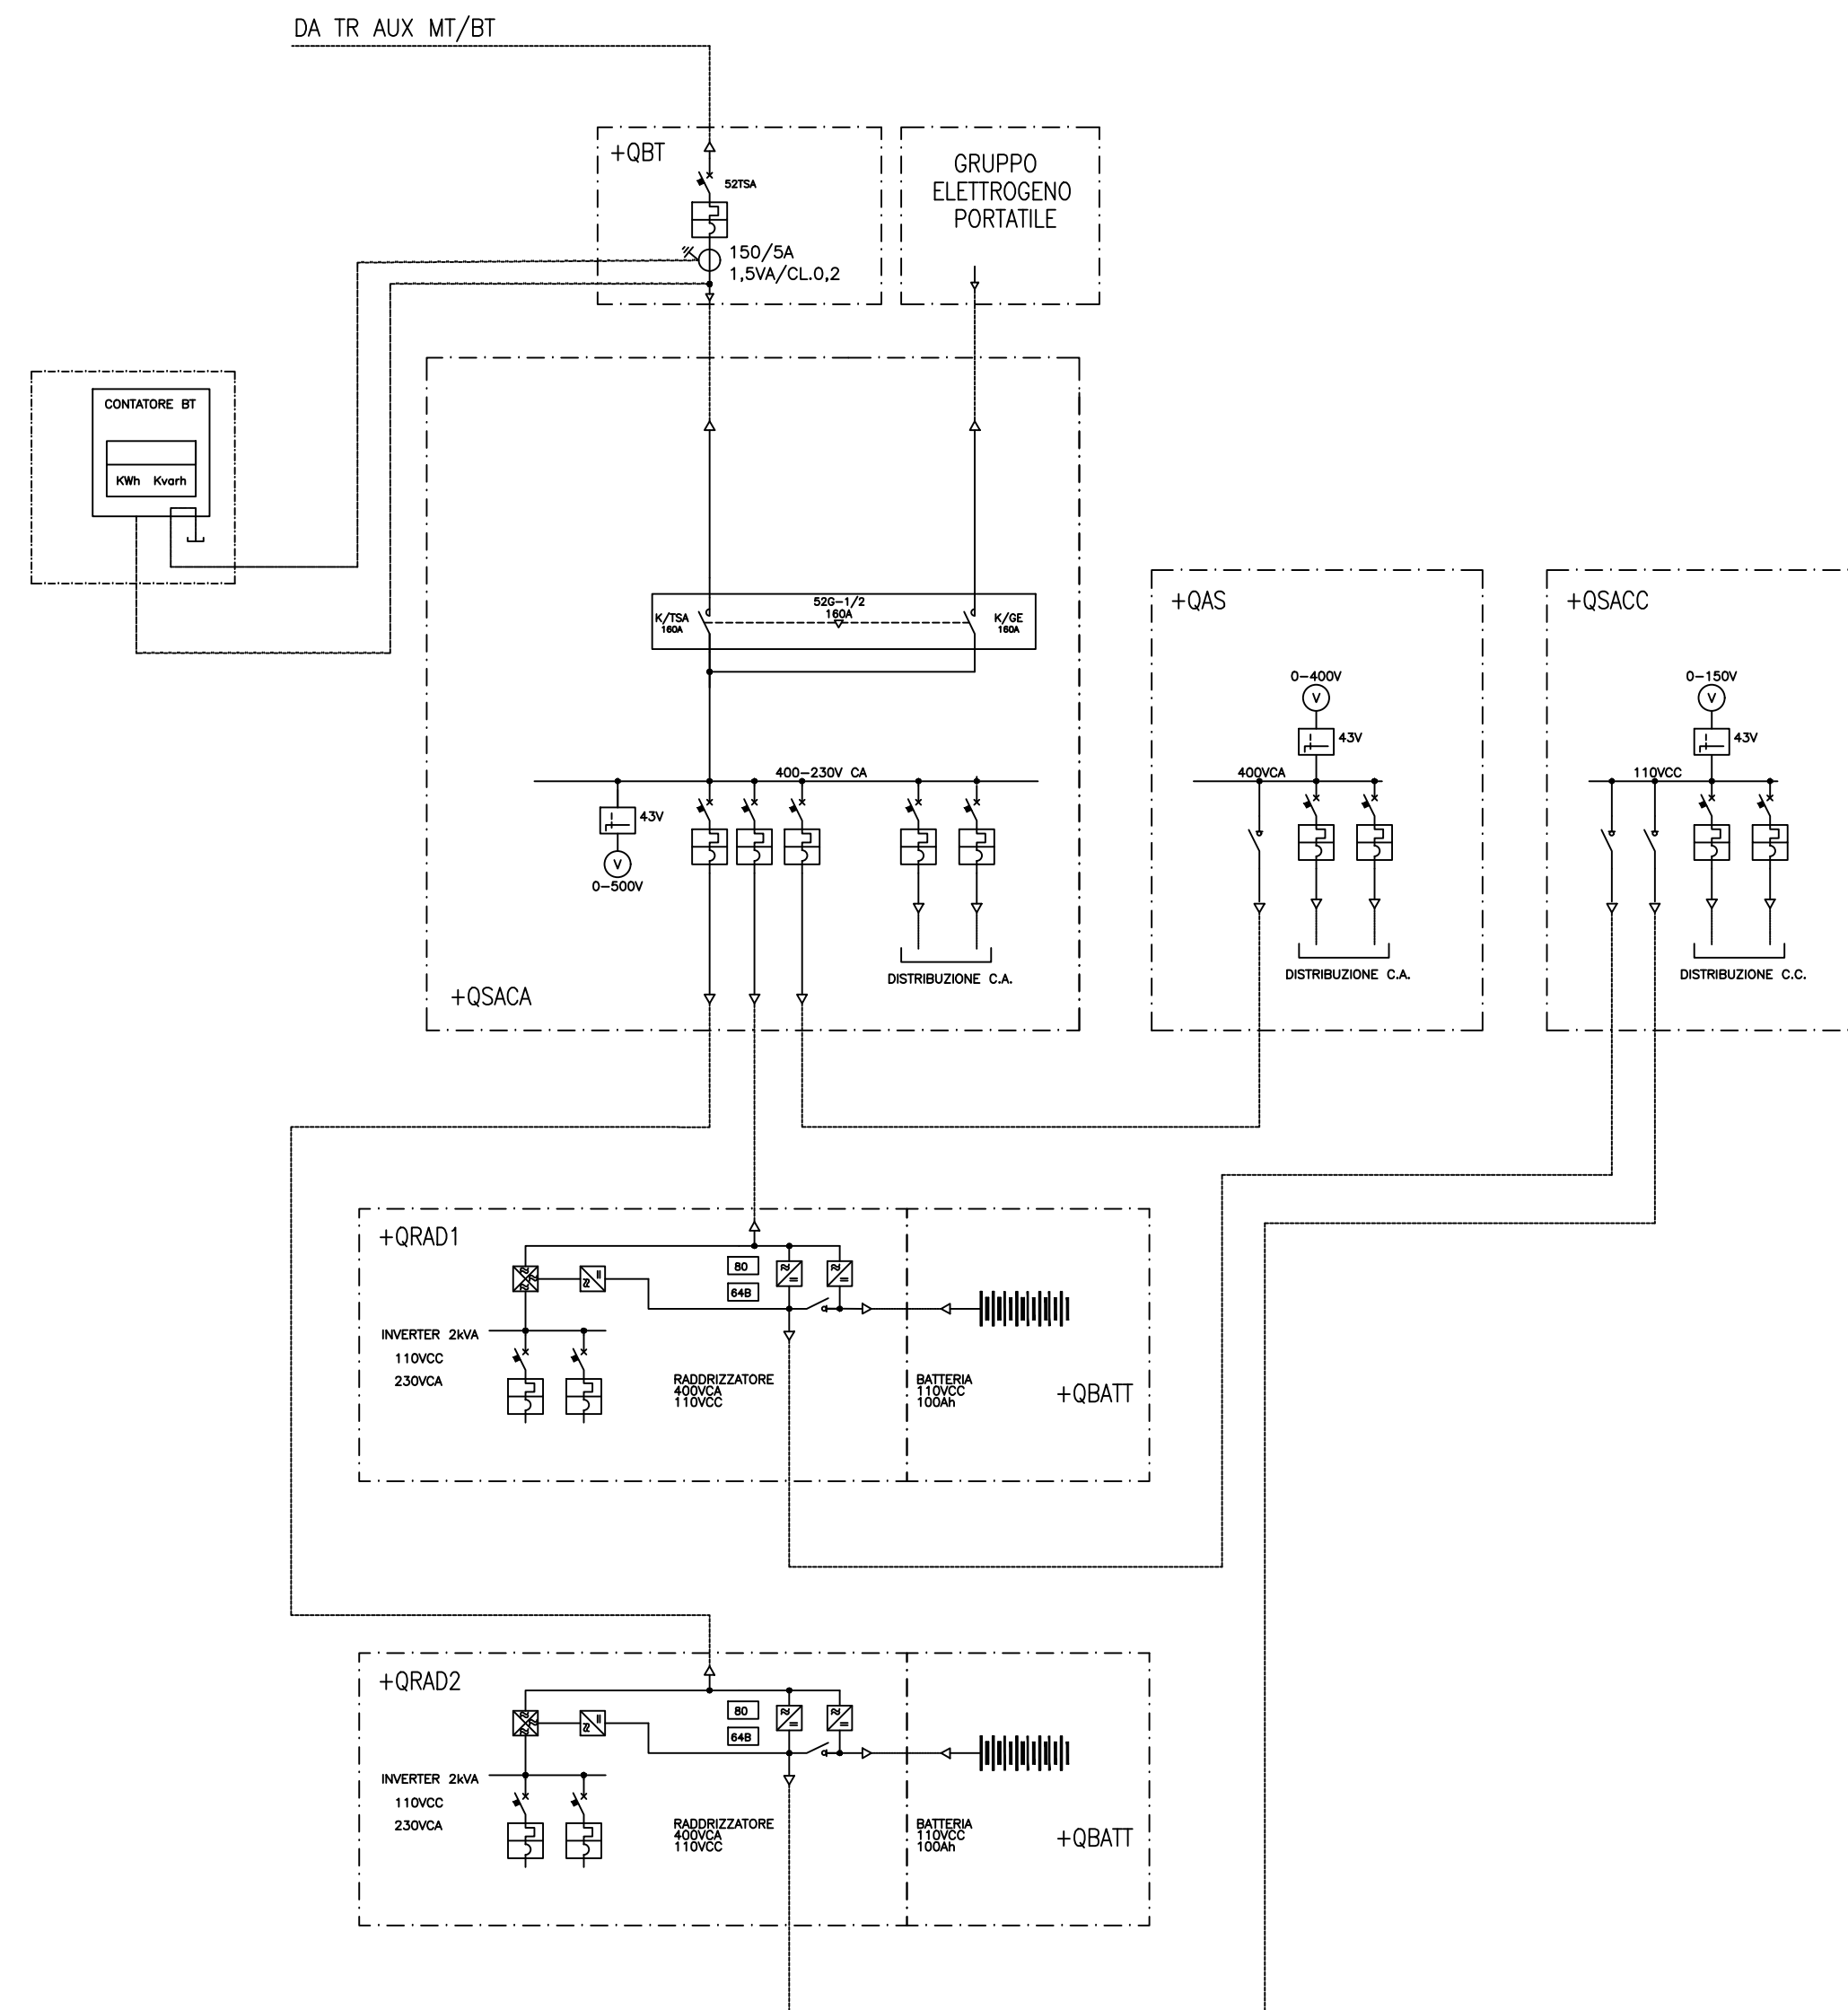 DA TR AUX MT/BT
+QBT
52TSA
150/5A
1,5VA/CL.0,2
GRUPPO
ELETTROGENO
PORTATILE
CONTATORE BT
KWh Kvarh
52G-1/2
160A
K/TSA
160A
K/GE
160A
400-230V CA
43V
V
0-500V
DISTRIBUZIONE C.A.
+QSACA
+QAS
0-400V
V
43V
400VCA
DISTRIBUZIONE C.A.
+QSACC
0-150V
V
43V
110VCC
DISTRIBUZIONE C.C.
+QRAD1
80
64B
INVERTER 2kVA
110VCC
230VCA
RADDRIZZATORE
400VCA
110VCC
BATTERIA
110VCC
100Ah
+QBATT
+QRAD2
80
64B
INVERTER 2kVA
110VCC
230VCA
RADDRIZZATORE
400VCA
110VCC
BATTERIA
110VCC
100Ah
+QBATT